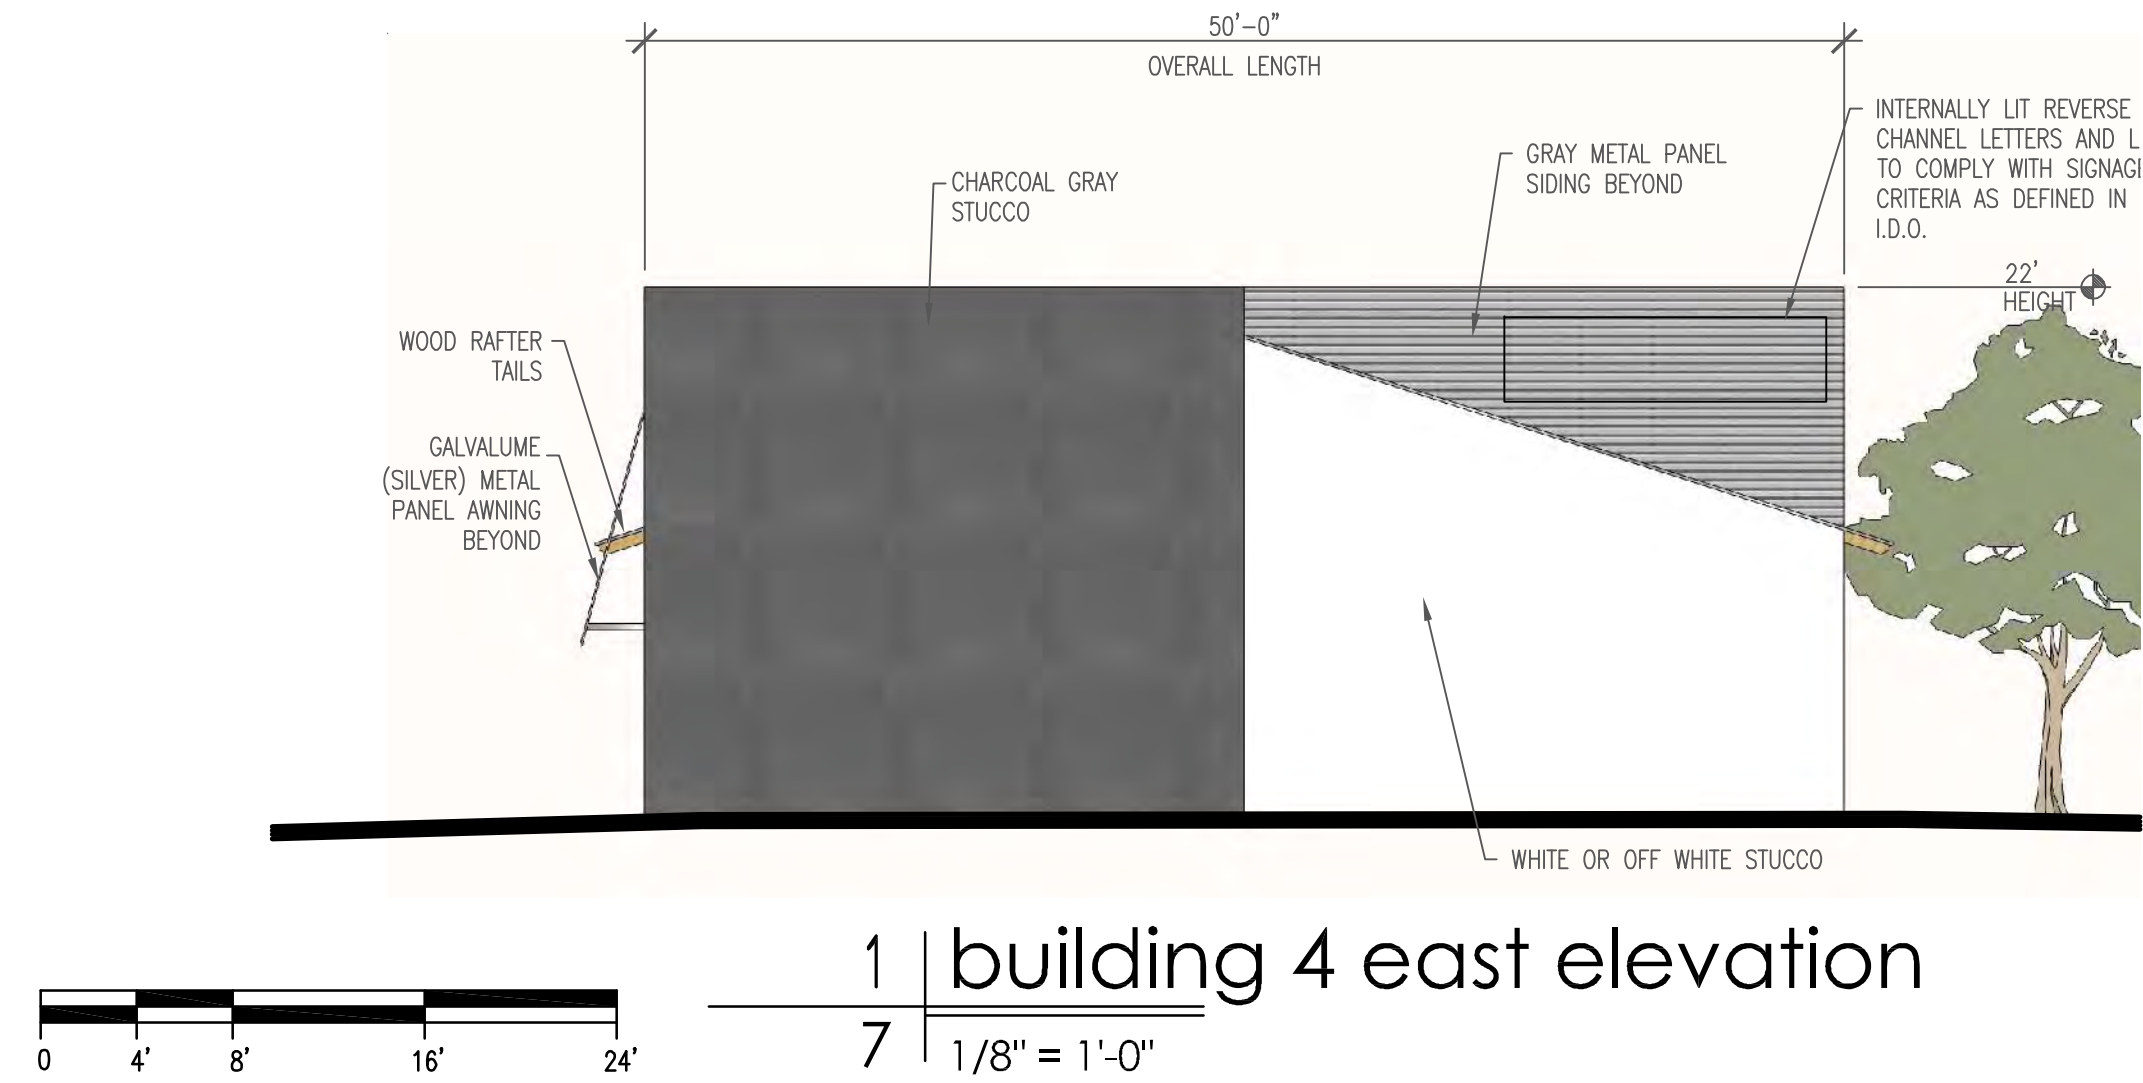 50'-0"
OVERALL LENGTH
INTERNALLY LIT REVERSE
CHANNEL LETTERS AND
TO COMPLY WITH SIGNAGE
CRITERIA AS DEFINED IN
I.D.O.
GRAY METAL PANEL
SIDING BEYOND
CHARCOAL GRAY
STUCCO
22'
HEIGHT
WOOD RAFTER
TAILS
GALVALUME
(SILVER) METAL
PANEL AWNING
BEYOND
WHITE OR OFF WHITE STUCCO
1 building 4 east elevation
7 1/8" = 1'-0"
0 4' 8' 16' 24'